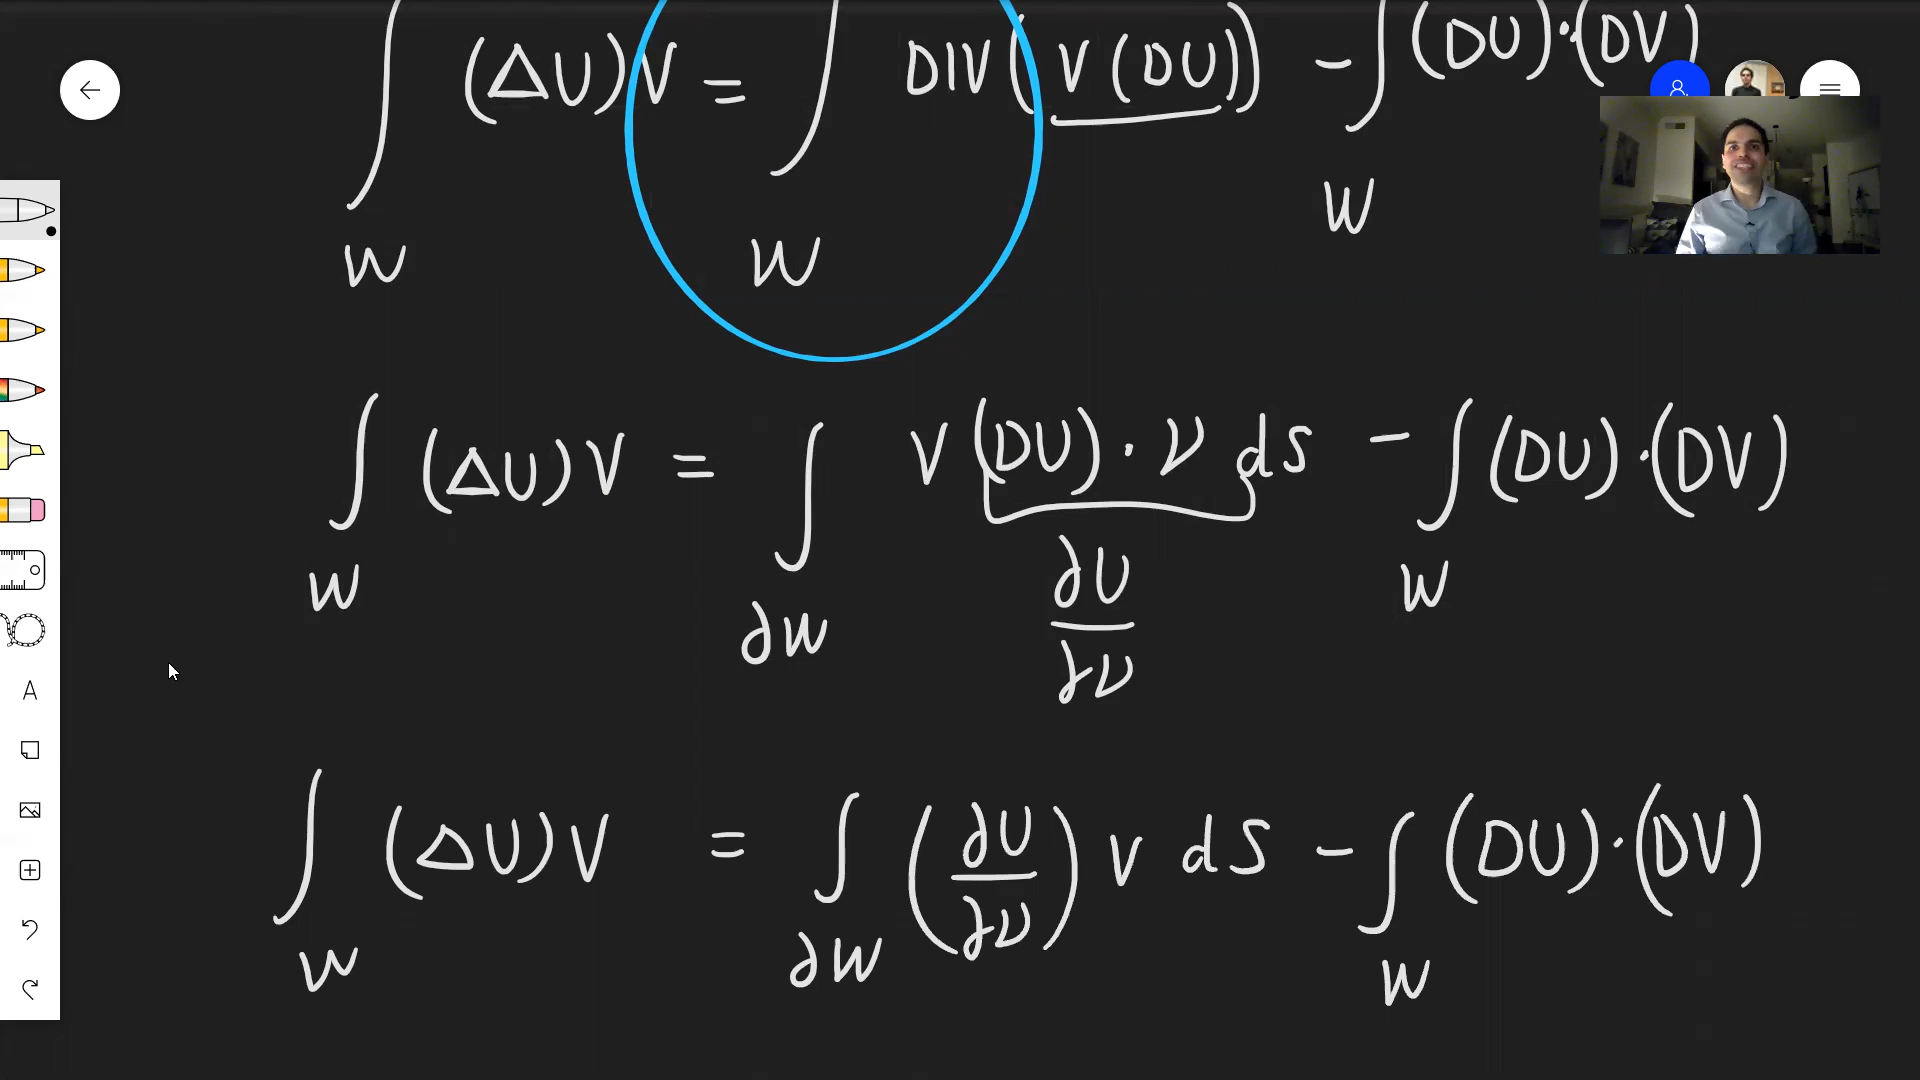 ∫_W (ΔU)V = ∫_W DIV(V(DU)) - ∫_W (DU)·(DV)
∫_W (ΔU)V = ∫_∂W V(DU)·ν dS - ∫_W (DU)·(DV)
∂U/∂ν
∫_W (ΔU)V = ∫_∂W (∂U/∂ν) V dS - ∫_W (DU)·(DV)
A